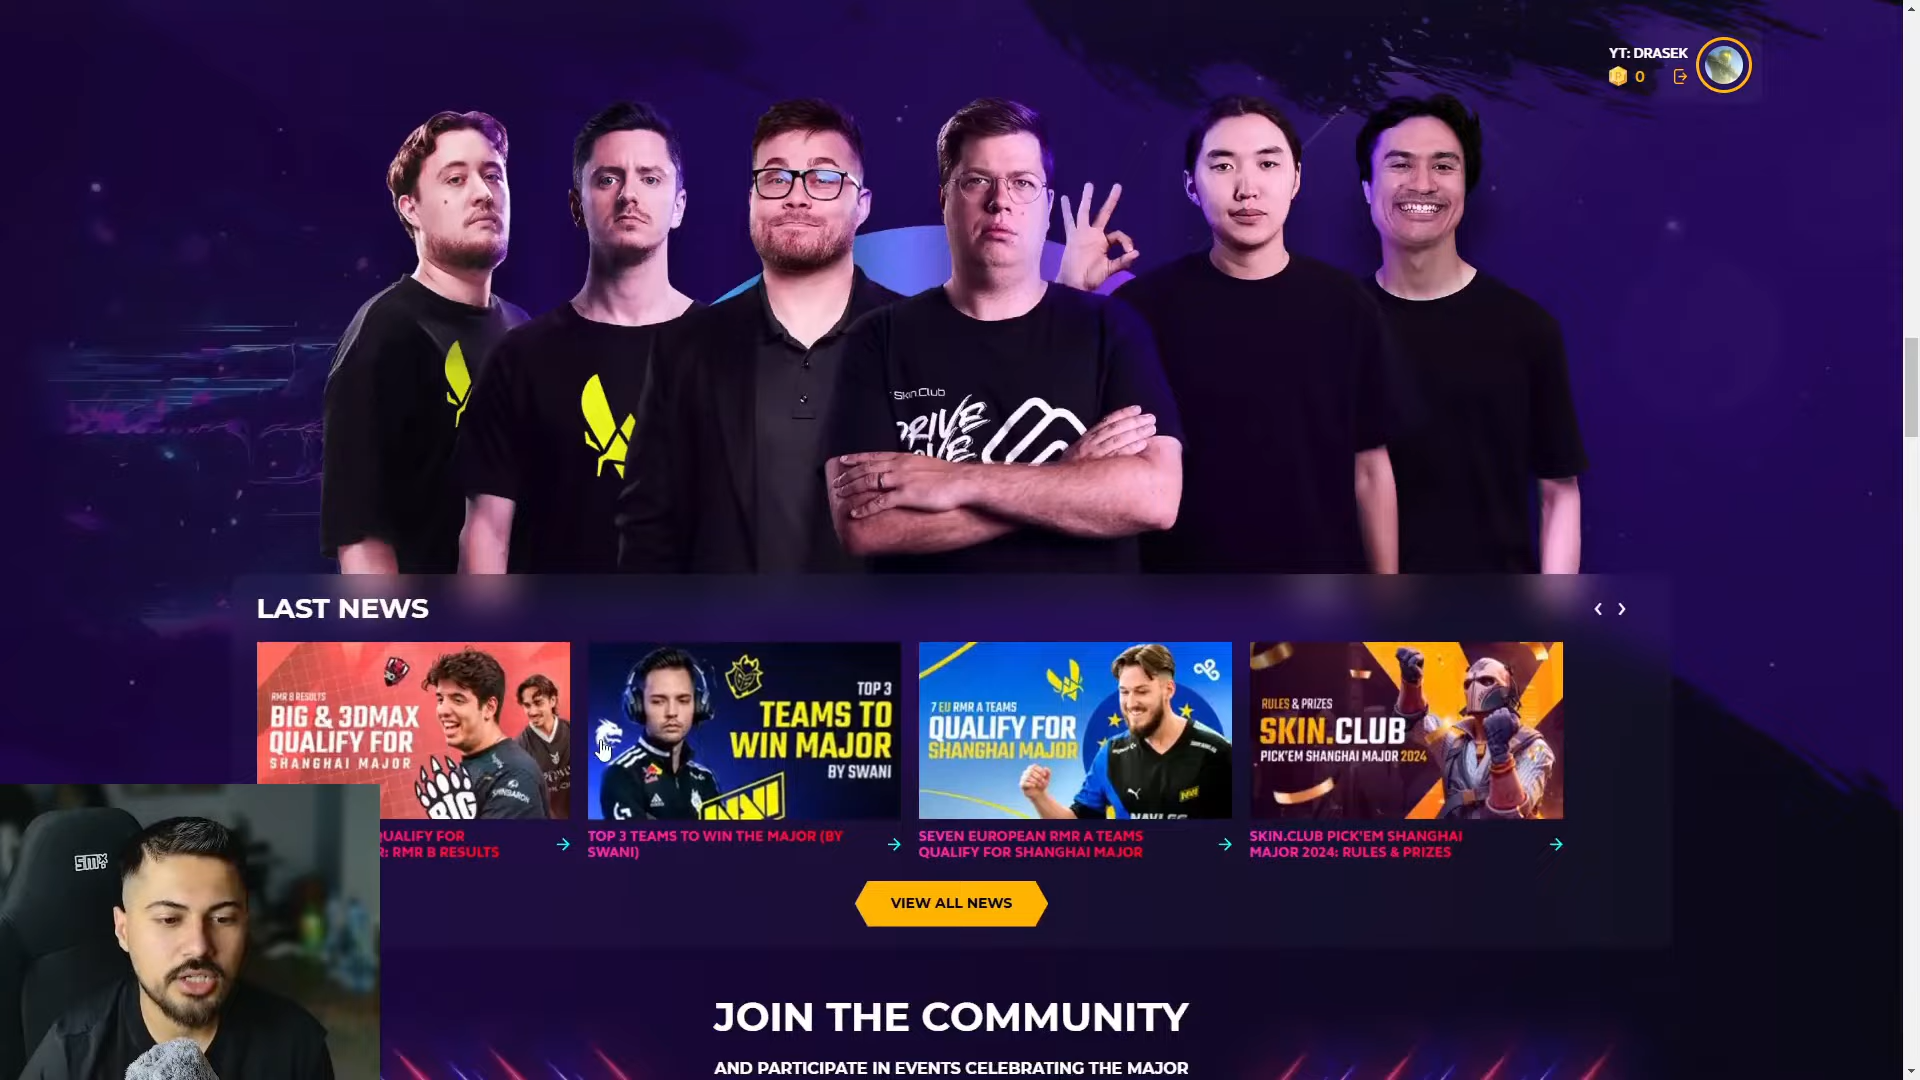 YT: DRASEK
0
Skin.Club
LAST NEWS
RMR B RESULTS
BIG & 3DMAX
QUALIFY FOR
SHANGHAI MAJOR
BIG
TOP 3
TEAMS TO
WIN MAJOR
BY SWANI
7 EU RMR A TEAMS
QUALIFY FOR
SHANGHAI MAJOR
RULES & PRIZES
SKIN.CLUB
PICK'EM SHANGHAI MAJOR 2024
QUALIFY FOR
R: RMR B RESULTS
TOP 3 TEAMS TO WIN THE MAJOR (BY
SWANI)
SEVEN EUROPEAN RMR A TEAMS
QUALIFY FOR SHANGHAI MAJOR
SKIN.CLUB PICK'EM SHANGHAI
MAJOR 2024: RULES & PRIZES
VIEW ALL NEWS
JOIN THE COMMUNITY
AND PARTICIPATE IN EVENTS CELEBRATING THE MAJOR